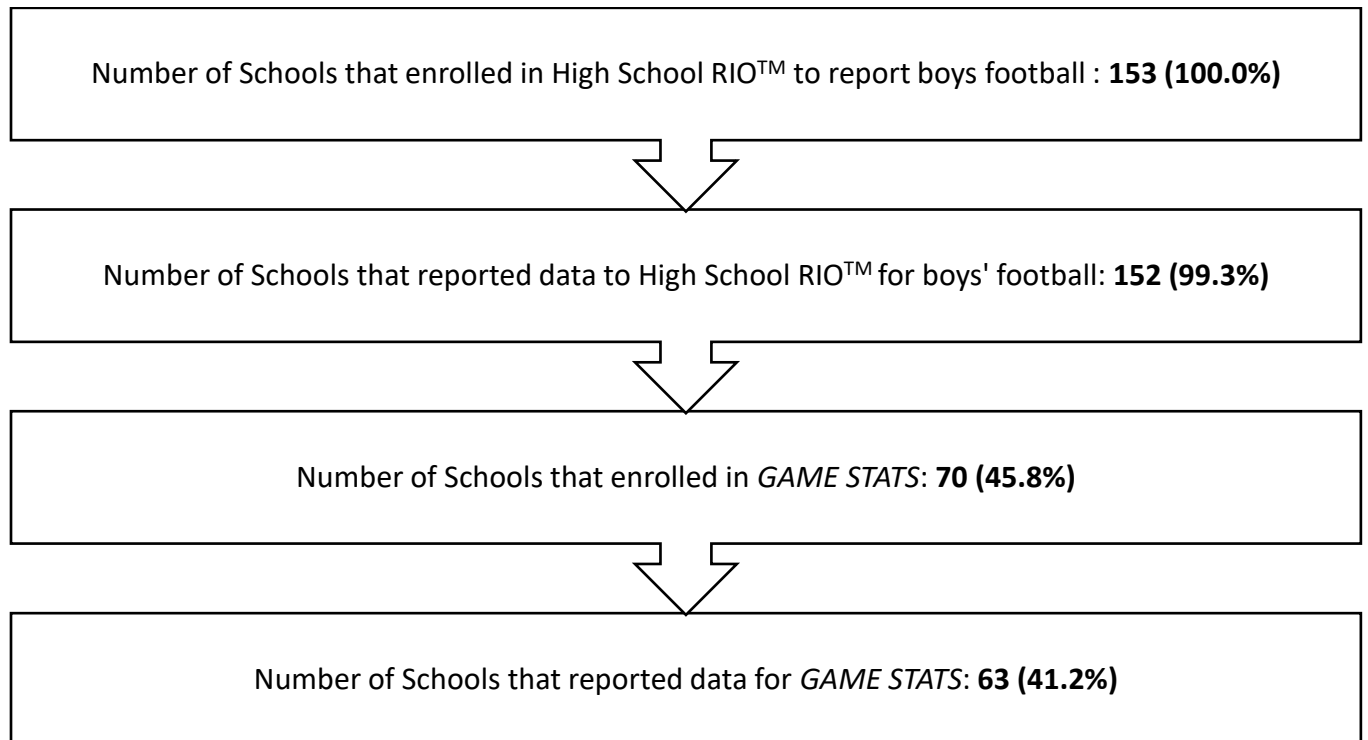 Number of Schools that enrolled in High School RIO™ to report boys football : 153 (100.0%)
Number of Schools that reported data to High School RIO™ for boys' football: 152 (99.3%)
Number of Schools that enrolled in GAME STATS: 70 (45.8%)
Number of Schools that reported data for GAME STATS: 63 (41.2%)